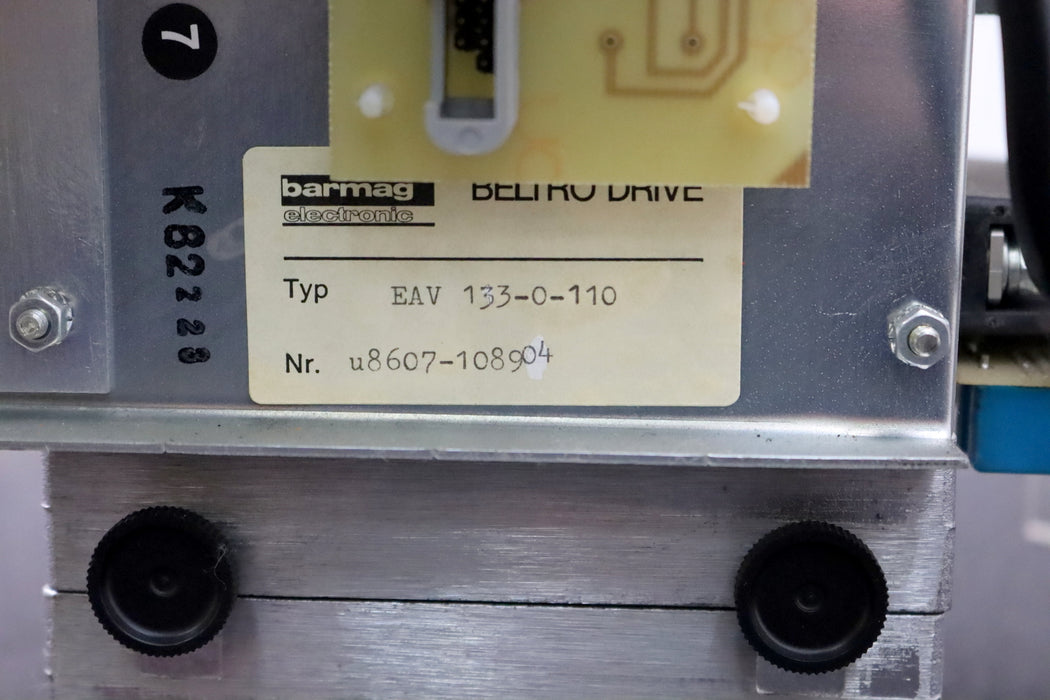 7
barmag BELTRO DRIVE
electronic
Typ EAV 133-0-110
Nr. u8607-108904
K82228